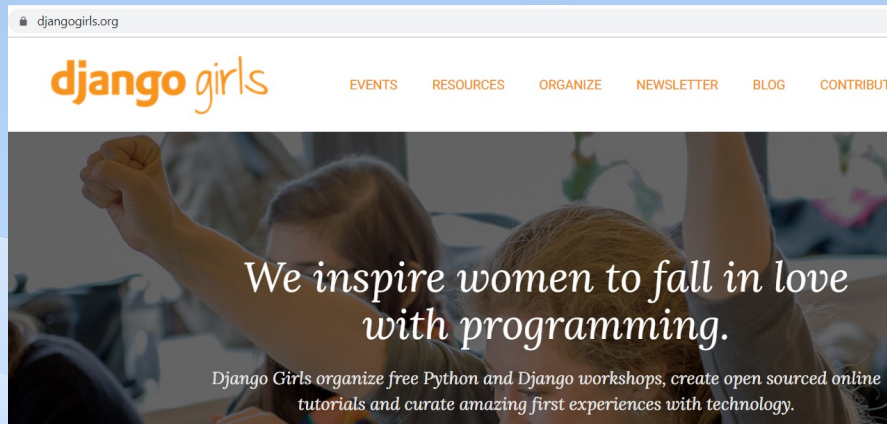 djangogirls.org
django girls
EVENTS RESOURCES ORGANIZE NEWSLETTER BLOG CONTRIBUT
We inspire women to fall in love
with programming.
Django Girls organize free Python and Django workshops, create open sourced online
tutorials and curate amazing first experiences with technology.